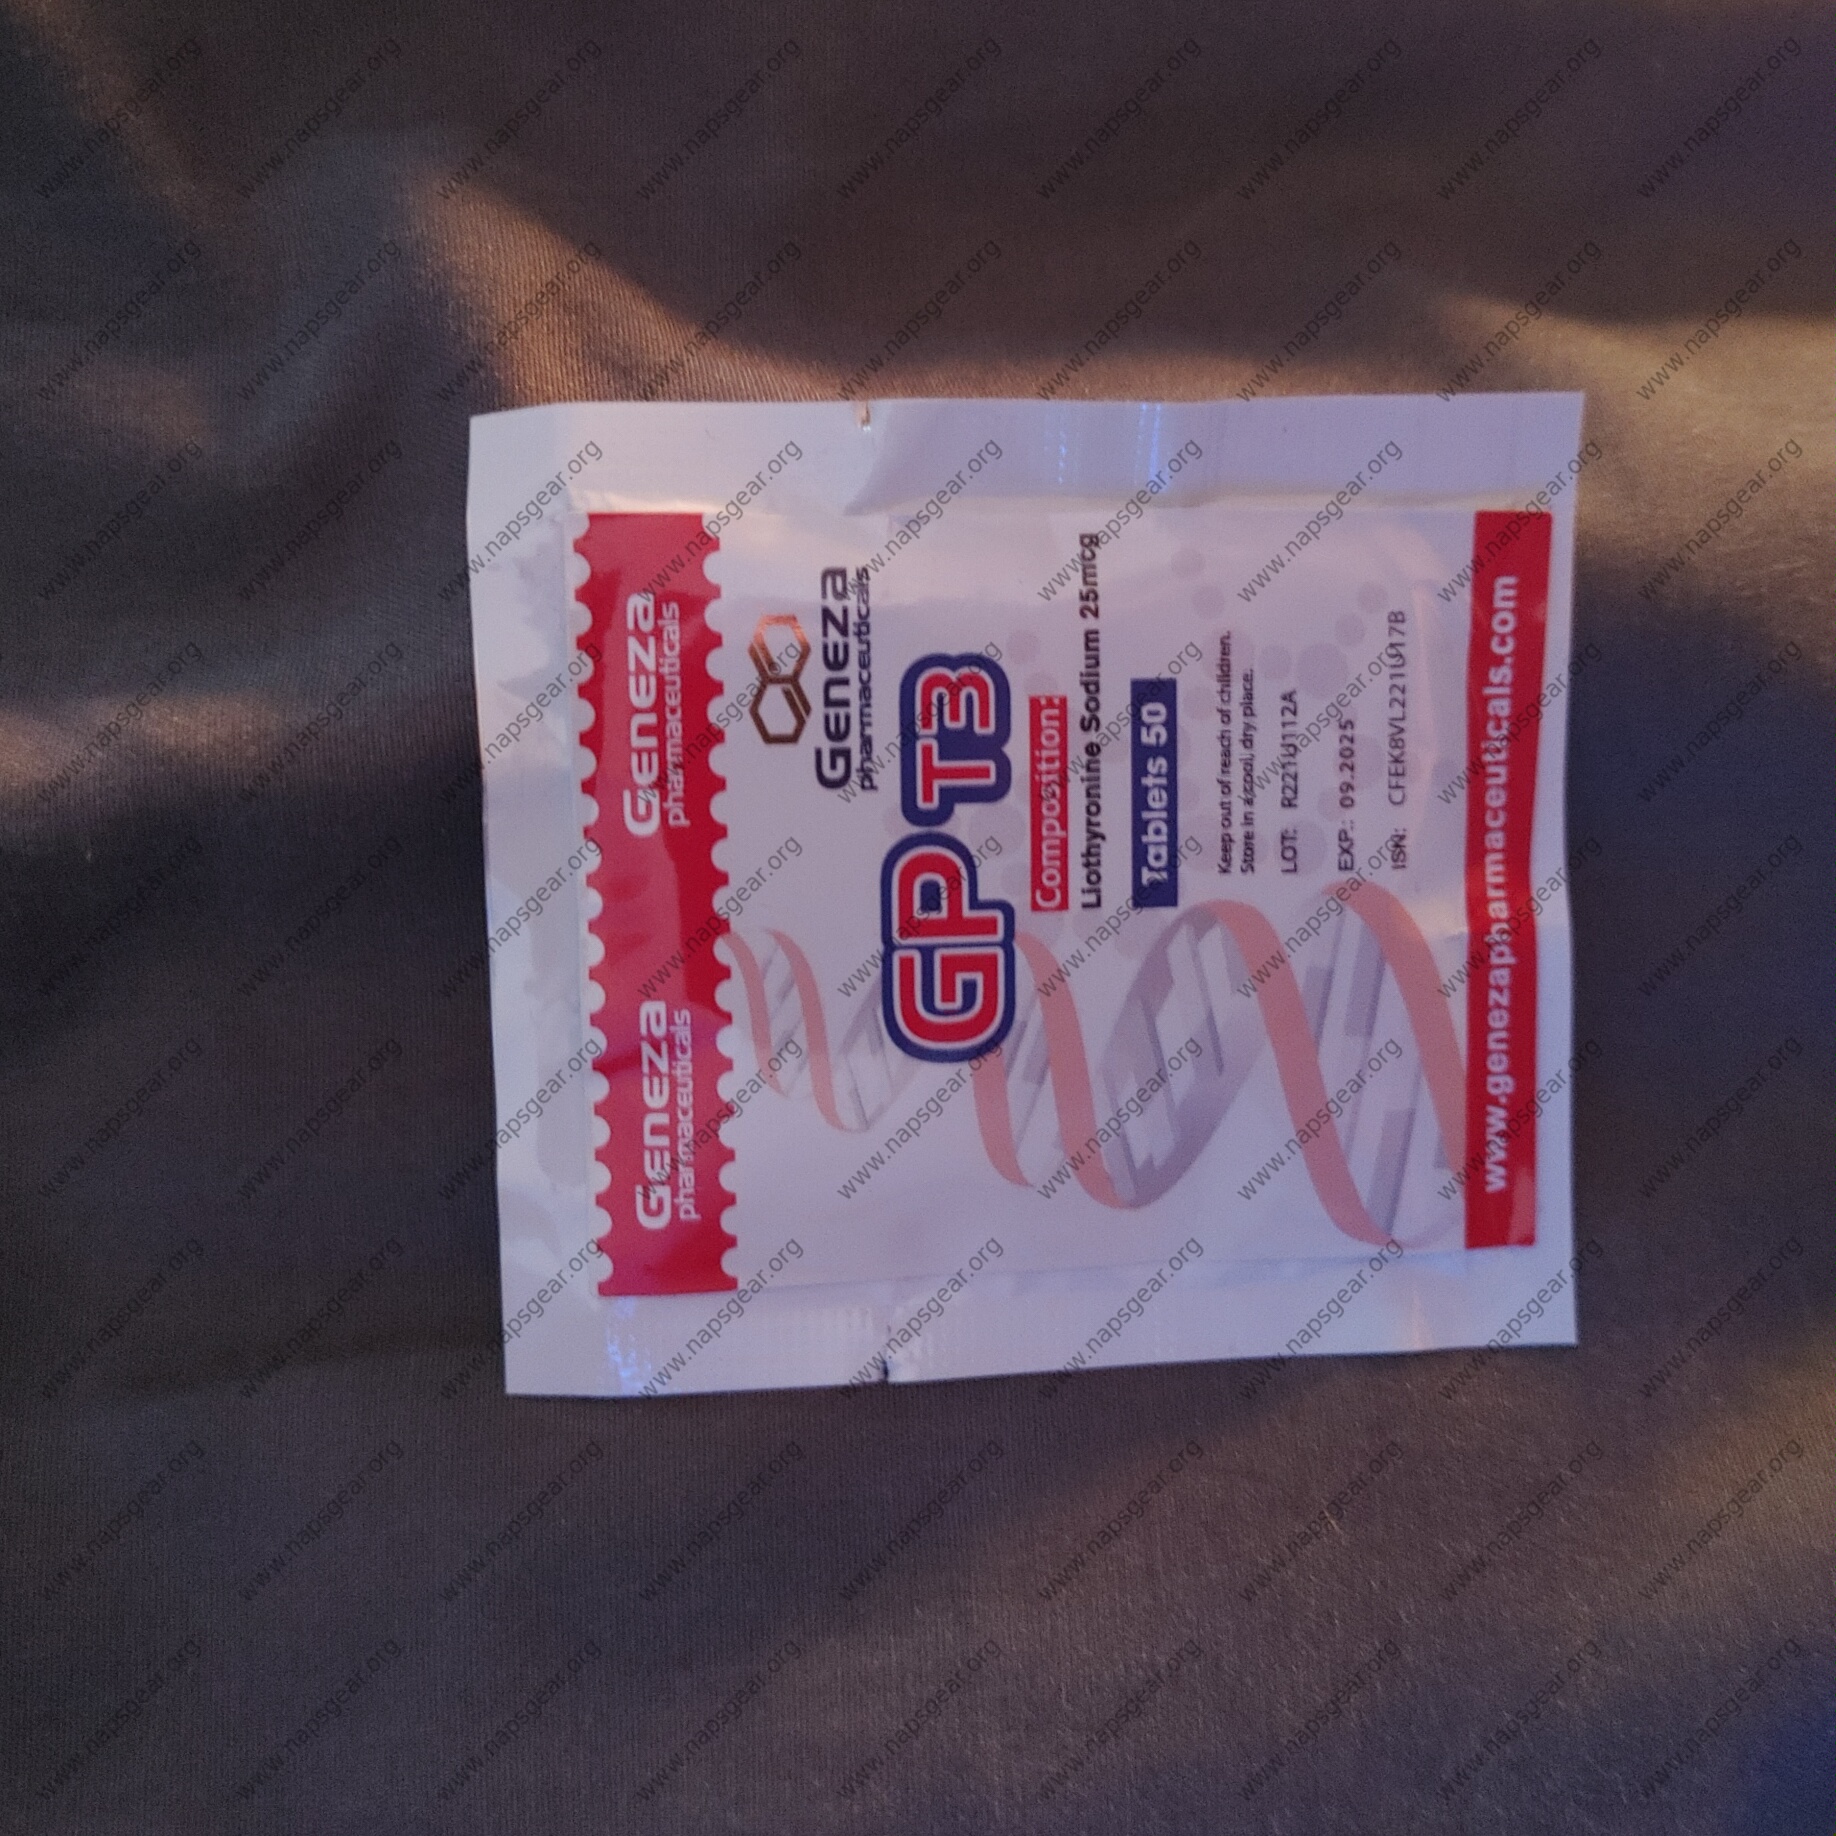 Geneza
pharmaceuticals
Geneza
pharmaceuticals
Geneza
pharmaceuticals
GP T3
Composition:
Liothyronine Sodium 25mcg
Tablets 50
Keep out of reach of children.
Store in a cool, dry place.
LOT:
EXP.: 09.2025
ISN:
www.genezapharmaceuticals.com
www.napsgear.org